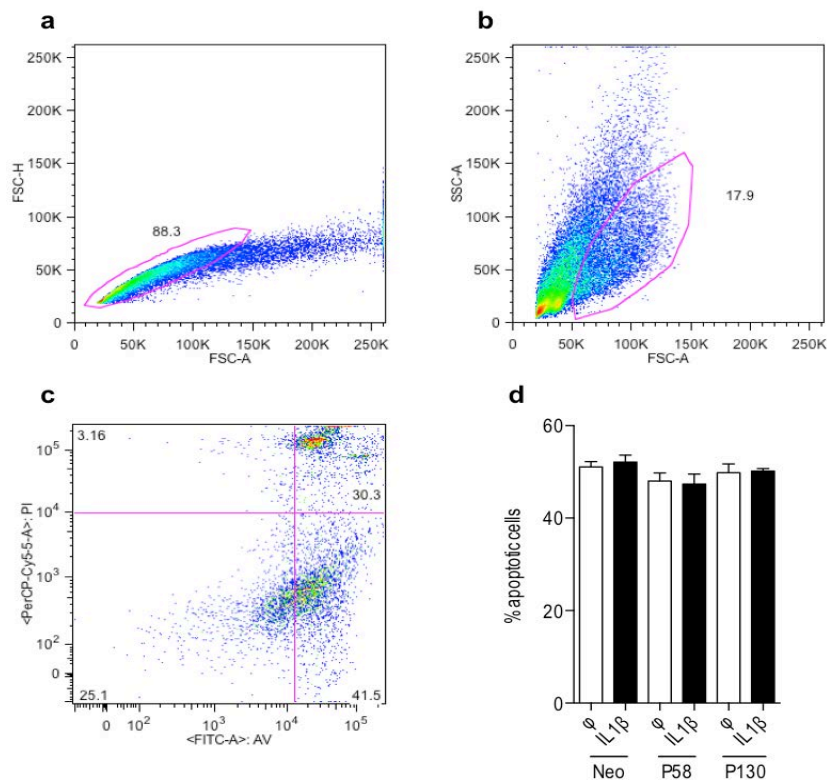 a
250K
200K
150K
100K
50K
0
FSC-H
88.3
0 50K 100K 150K 200K 250K
FSC-A
b
250K
200K
150K
100K
50K
0
SSC-A
17.9
0 50K 100K 150K 200K 250K
FSC-A
c
3.16
10^5
10^4
10^3
10^2
0
<PerCP-Cy5-5-A>: PI
30.3
25.1
41.5
0 10^2 10^3 10^4 10^5
<FITC-A>: AV
d
60
40
20
0
% apoptotic cells
φ IL1β φ IL1β φ IL1β
Neo P58 P130